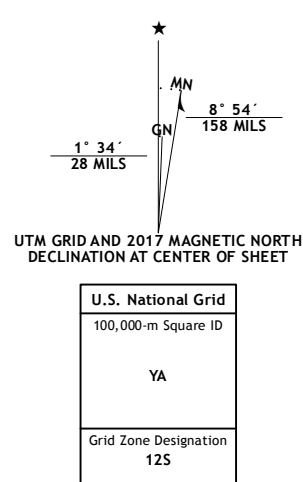 ★
MN
GN
8° 54´
158 MILS
1° 34´
28 MILS
UTM GRID AND 2017 MAGNETIC NORTH
DECLINATION AT CENTER OF SHEET
U.S. National Grid
100,000-m Square ID
YA
Grid Zone Designation
12S